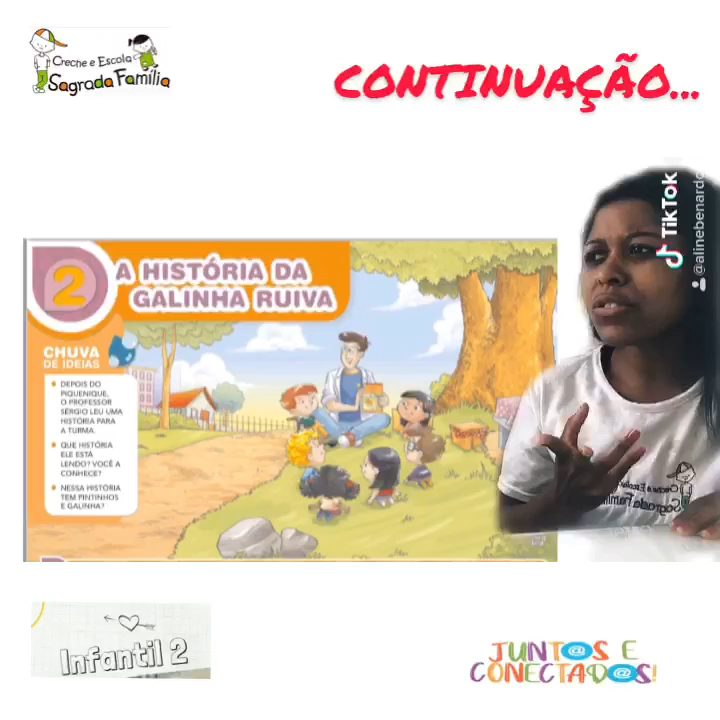 Creche e Escola
Sagrada Família
CONTINUAÇÃO...
TikTok
@alinebenardo
2
A HISTÓRIA DA
GALINHA RUIVA
CHUVA
DE IDEIAS
DEPOIS DO
PIQUENIQUE,
O PROFESSOR
SÉRGIO LEU UMA
HISTÓRIA PARA
A TURMA.
QUE HISTÓRIA
ELE ESTÁ
LENDO? VOCÊ A
CONHECE?
NESSA HISTÓRIA
TEM PINTINHOS
E GALINHA?
Infantil 2
JUNT@S E
CONECTAD@S!